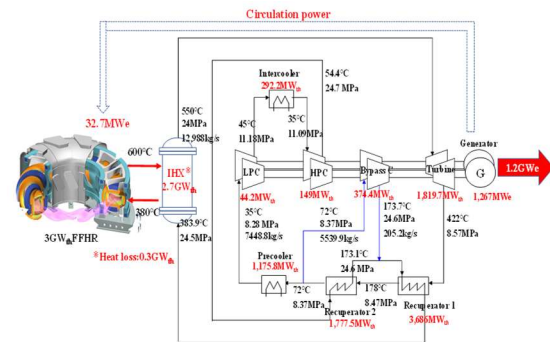 Circulation power
32.7MWe
600°C
380°C
3GWthFFHR
※Heat loss:0.3GWth
IHX※
2.7GWth
550°C
24MPa
12,988kg/s
383.9°C
24.5MPa
Intercooler
292.2MWth
45°C
11.18MPa
35°C
11.09MPa
54.4°C
24.7 MPa
LPC
44.2MWth
HPC
149MWth
Bypass C
374.4MWth
Turbine
1,819.7MWth
Generator
G
1,267MWe
1.2GWe
35°C
8.28 MPa
7448.8kg/s
72°C
8.37MPa
5539.9kg/s
173.7°C
24.6MPa
205.2kg/s
422°C
8.57MPa
Precooler
1,175.8MWth
72°C
8.37MPa
173.1°C
24.6 MPa
178°C
8.47MPa
Recuperator 2
1,777.5MWth
Recuperator 1
3,686MWth